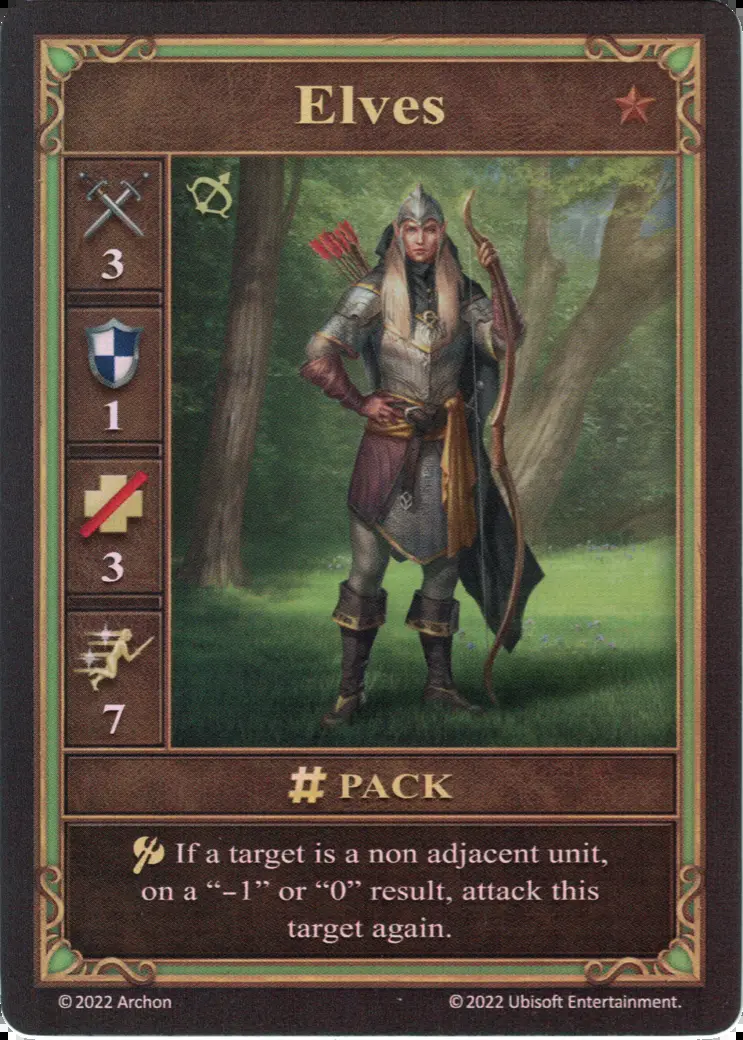 Elves
3
1
3
7
# PACK
If a target is a non adjacent unit,
on a “-1” or “0” result, attack this
target again.
© 2022 Archon
© 2022 Ubisoft Entertainment.